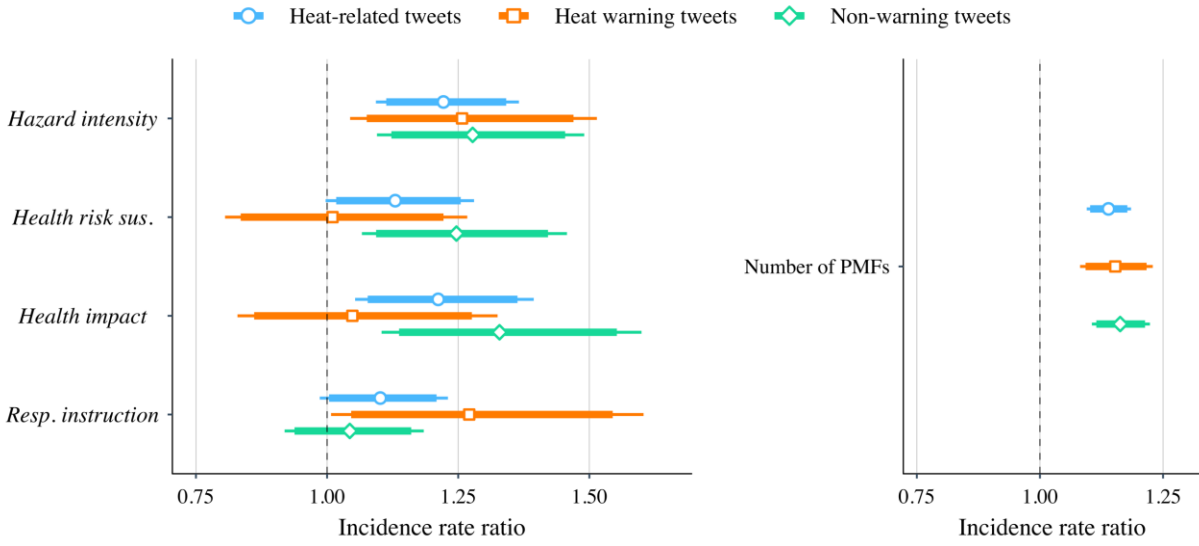 Heat-related tweets Heat warning tweets Non-warning tweets
Hazard intensity
Health risk sus.
Health impact
Resp. instruction
0.75 1.00 1.25 1.50
Incidence rate ratio
Number of PMFs
0.75 1.00 1.25
Incidence rate ratio